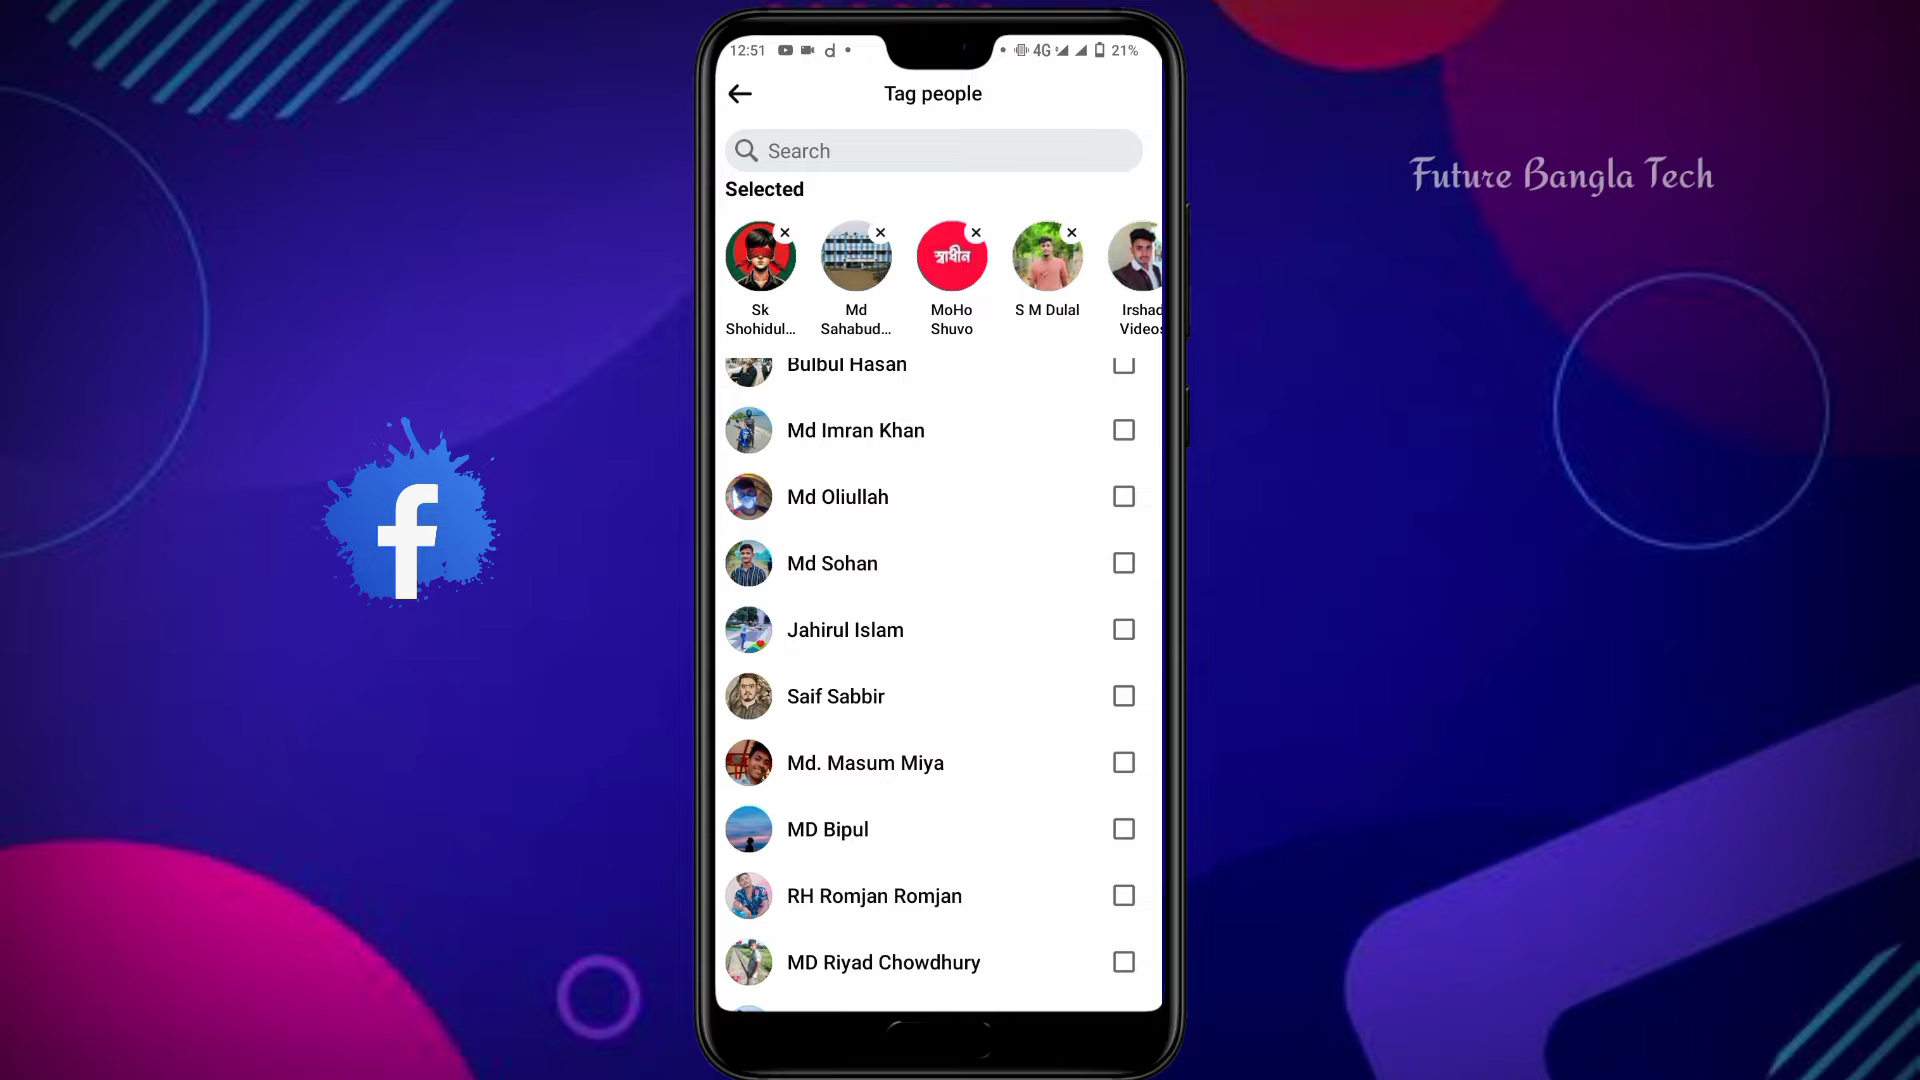 12:51
4G
21%
Tag people
Future Bangla Tech
Search
Selected
স্বাধীন
Sk Shohidul...
Md Sahabud...
MoHo Shuvo
S M Dulal
Irshad Videos
Bulbul Hasan
Md Imran Khan
Md Oliullah
Md Sohan
Jahirul Islam
Saif Sabbir
Md. Masum Miya
MD Bipul
RH Romjan Romjan
MD Riyad Chowdhury